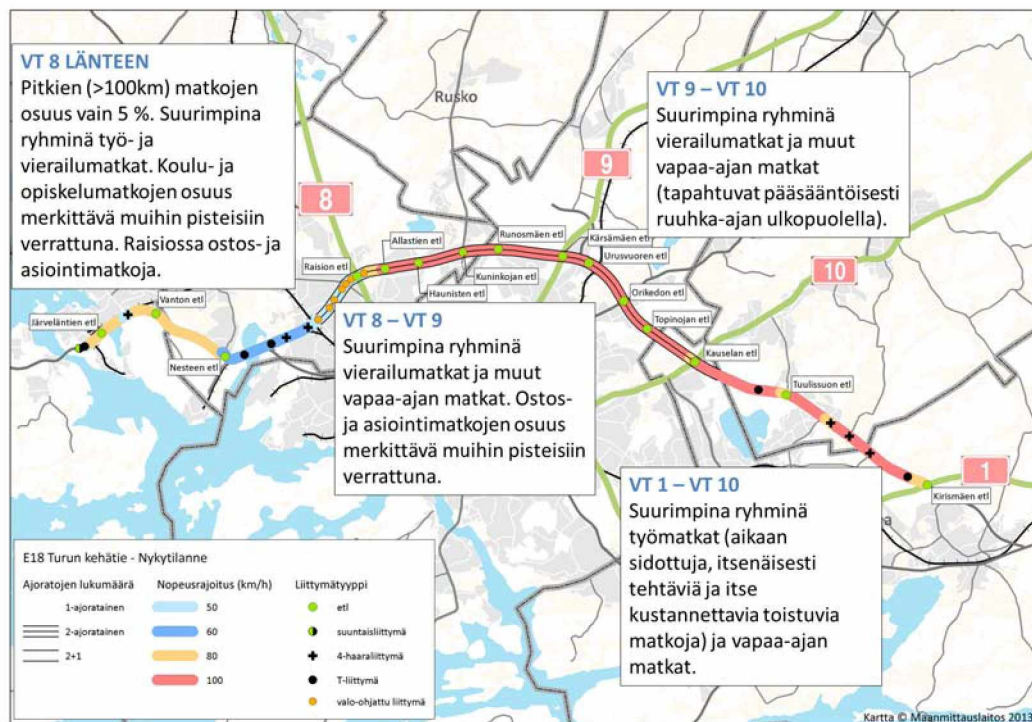 VT 8 LÄNTEEN
Pitkien (>100km) matkojen
osuus vain 5 %. Suurimpina
ryhminä työ- ja
vierailumatkat. Koulu- ja
opiskelumatkojen osuus
merkittävä muihin pisteisiin
verrattuna. Raisiossa ostos- ja
asiointimatkoja.
Rusko
VT 9 – VT 10
Suurimpina ryhminä
vierailumatkat ja muut
vapaa-ajan matkat
(tapahtuvat pääsääntöisesti
ruuhka-ajan ulkopuolella).
8
9
10
1
Raision etl
Allastien etl
Haunisten etl
Kuninkojan etl
Runosmäen etl
Kärsämäen etl
Urusvuoren etl
Orikedon etl
Topinojan etl
Kauselan etl
Tuulissuon etl
Kirismäen etl
Järveläntien etl
Vanton etl
Nesteen etl
VT 8 – VT 9
Suurimpina ryhminä
vierailumatkat ja muut
vapaa-ajan matkat. Ostos-
ja asiointimatkojen osuus
merkittävä muihin pisteisiin
verrattuna.
VT 1 – VT 10
Suurimpina ryhminä
työmatkat (aikaan
sidottuja, itsenäisesti
tehtäviä ja itse
kustannettavia toistuvia
matkoja) ja vapaa-ajan
matkat.
E18 Turun kehätie - Nykytilanne
Ajoratojen lukumäärä
1-ajoratainen
2-ajoratainen
2+1
Nopeusrajoitus (km/h)
50
60
80
100
Liittymätyyppi
etl
suuntaisliittymä
4-haaraliittymä
T-liittymä
valo-ohjattu liittymä
Kartta © Maanmittauslaitos 2013